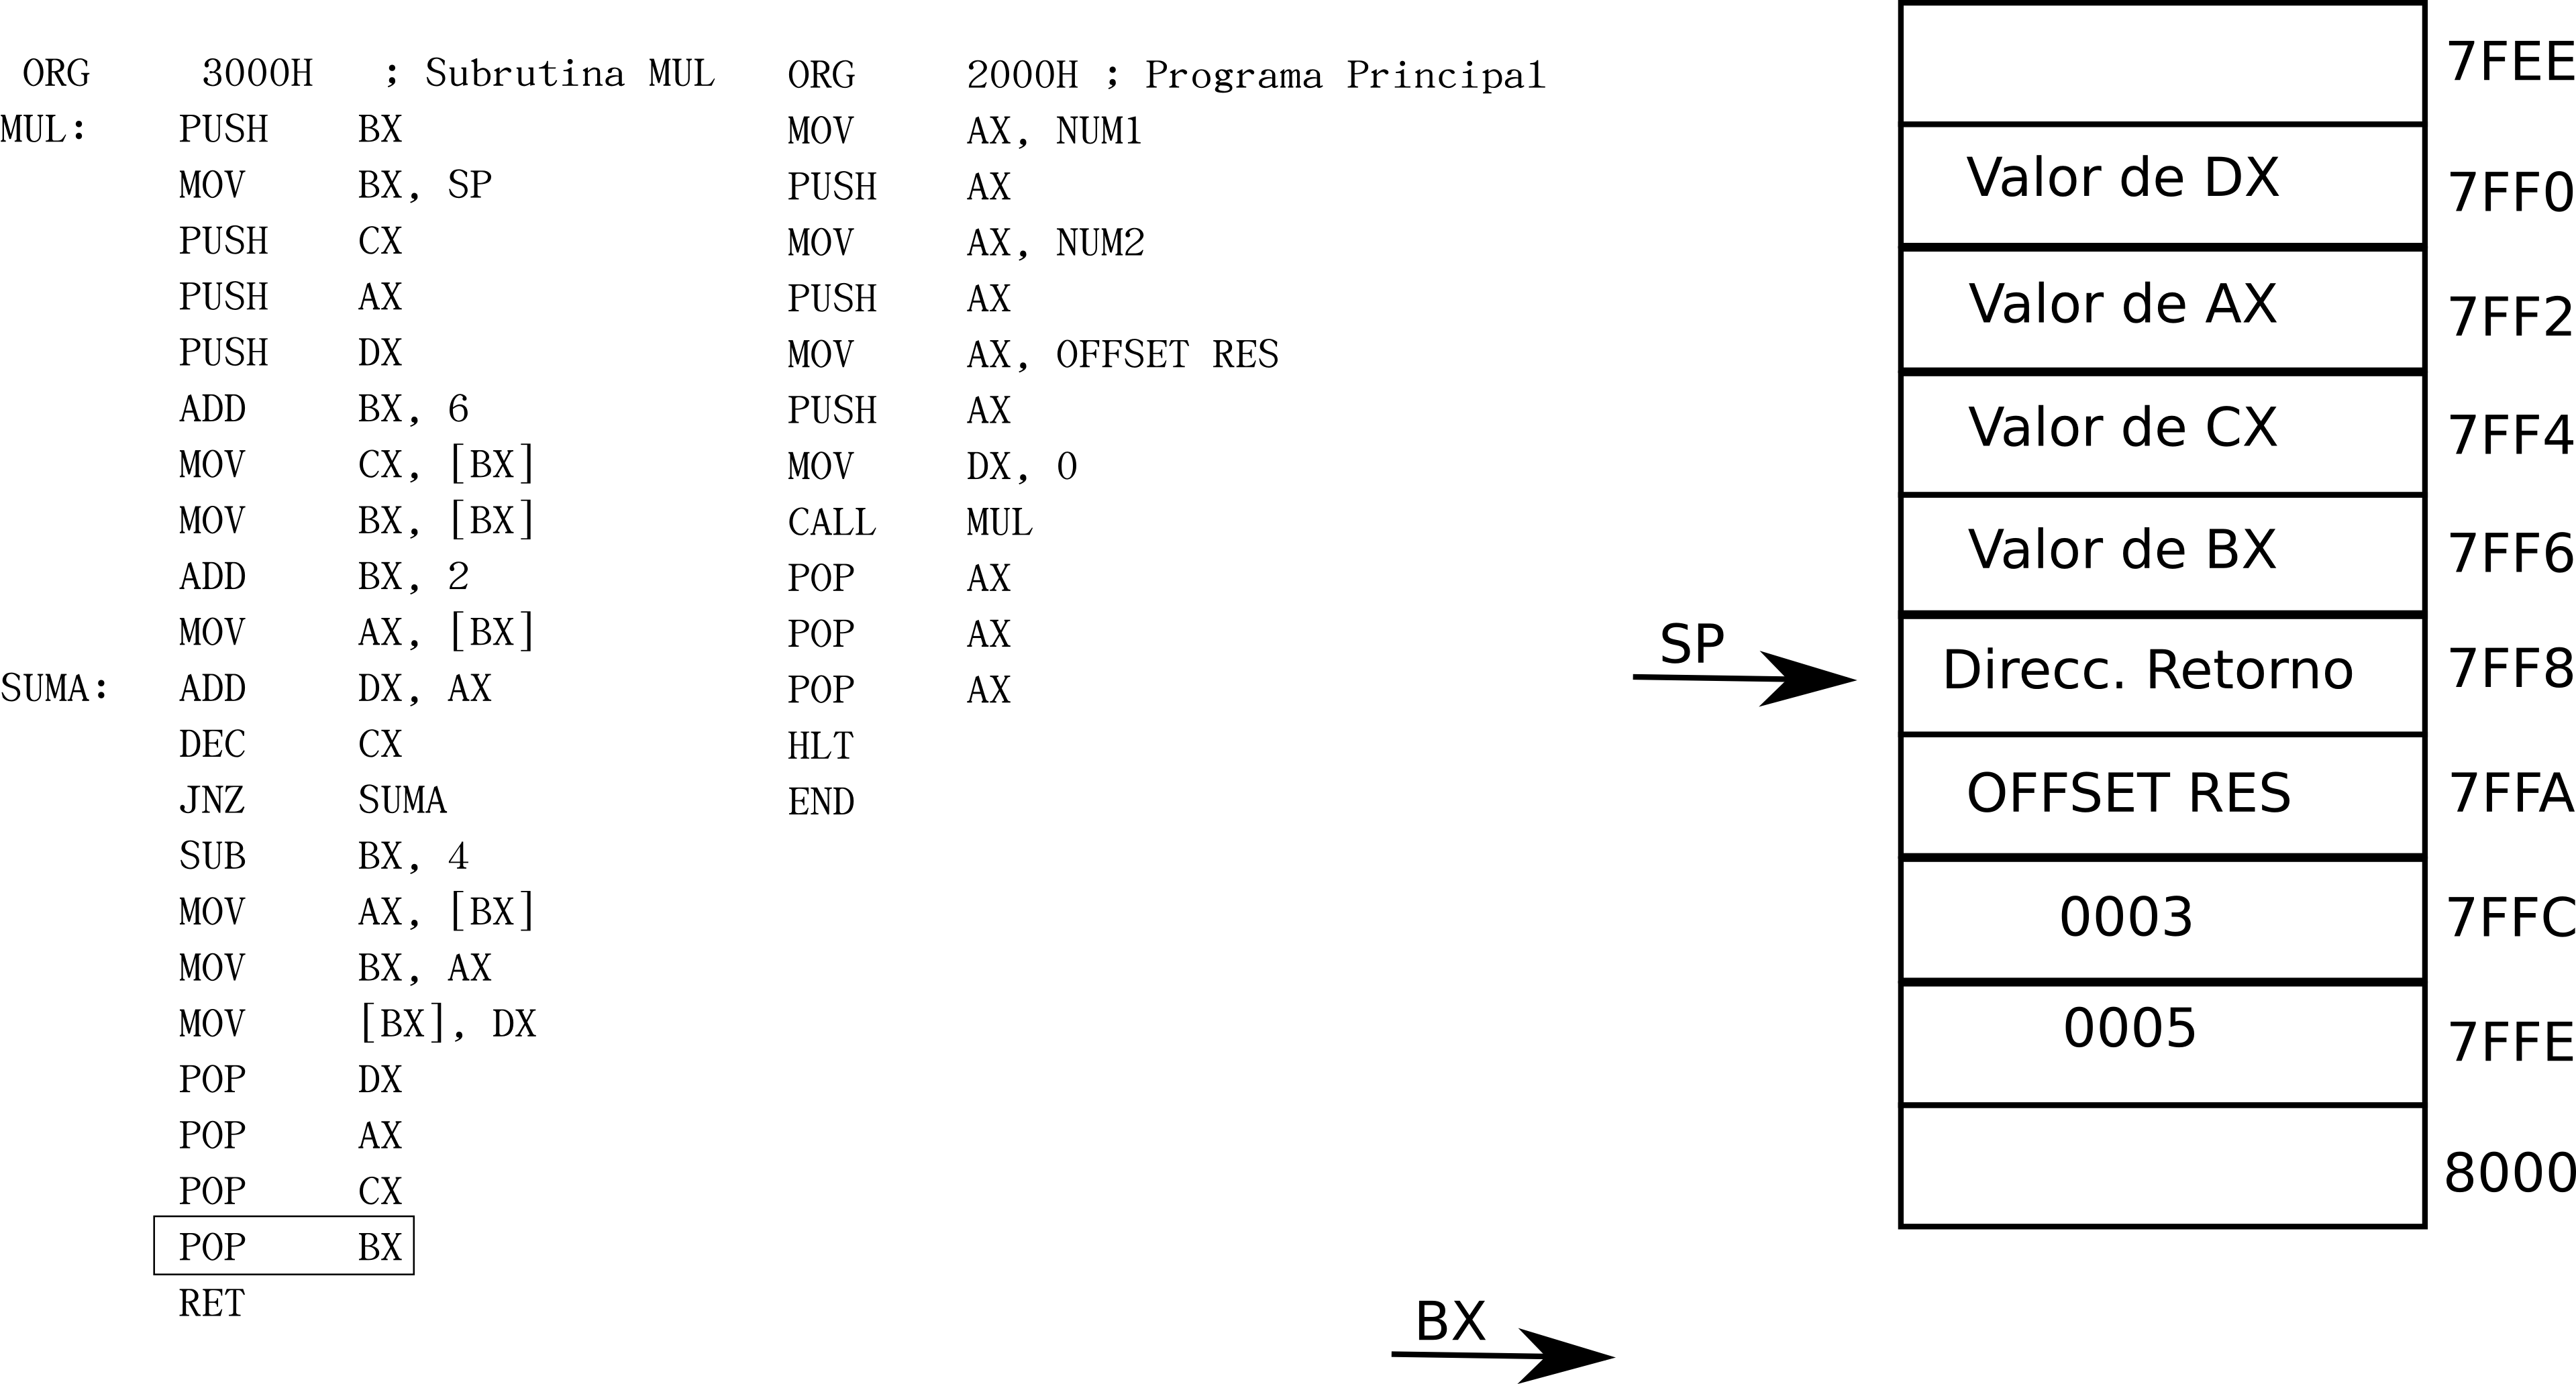 ORG 3000H ; Subrutina MUL
MUL: PUSH BX
MOV BX, SP
PUSH CX
PUSH AX
PUSH DX
ADD BX, 6
MOV CX, [BX]
MOV BX, [BX]
ADD BX, 2
MOV AX, [BX]
SUMA: ADD DX, AX
DEC CX
JNZ SUMA
SUB BX, 4
MOV AX, [BX]
MOV BX, AX
MOV [BX], DX
POP DX
POP AX
POP CX
POP BX
RET
ORG 2000H ; Programa Principal
MOV AX, NUM1
PUSH AX
MOV AX, NUM2
PUSH AX
MOV AX, OFFSET RES
PUSH AX
MOV DX, 0
CALL MUL
POP AX
POP AX
POP AX
HLT
END
SP
BX
7FEE
Valor de DX 7FF0
Valor de AX 7FF2
Valor de CX 7FF4
Valor de BX 7FF6
Direcc. Retorno 7FF8
OFFSET RES 7FFA
0003 7FFC
0005 7FFE
8000